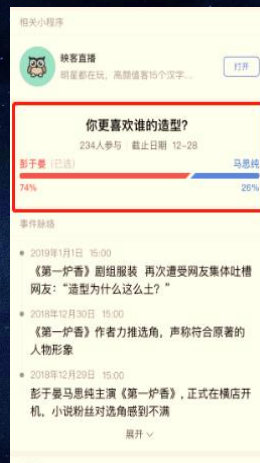 相关小程序
映客直播
明星都在玩，高颜值客15个汉字...
打开
你更喜欢谁的造型？
234人参与 截止日期 12-28
彭于晏（已选）
马思纯
74%
26%
事件脉络
2019年1月1日 15:00
《第一炉香》剧组服装 再次遭受网友集体吐槽
网友：“造型为什么这么土？”
2018年12月30日 15:00
《第一炉香》作者力推选角，声称符合原著的
人物形象
2018年12月29日 15:00
彭于晏马思纯主演《第一炉香》，正式在横店开
机，小说粉丝对选角感到不满
展开